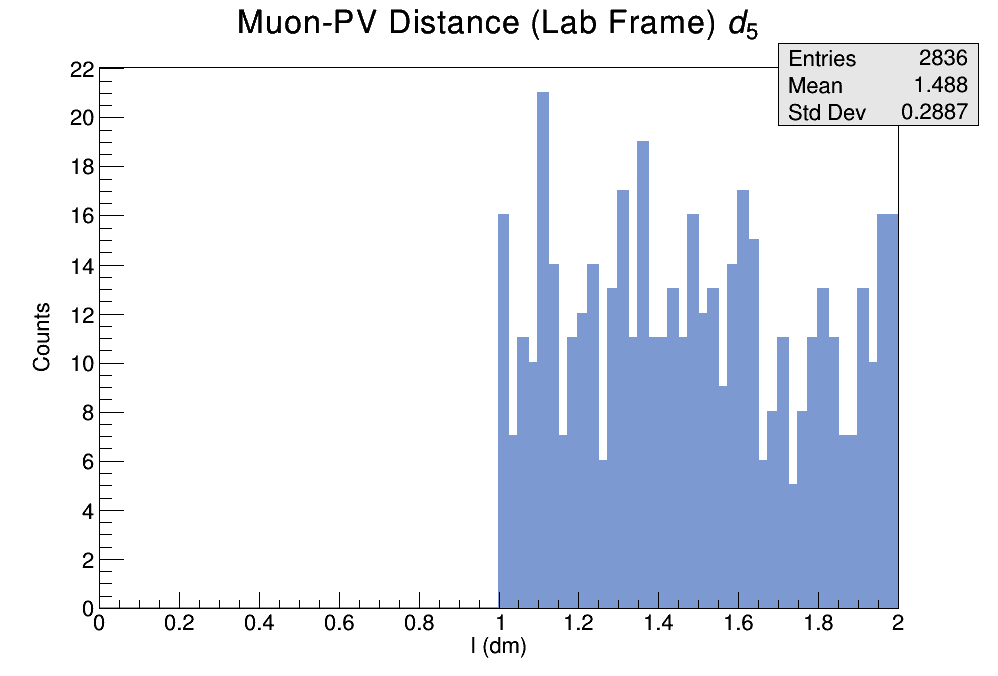 Muon-PV Distance (Lab Frame) d5
Entries 2836
Mean 1.488
Std Dev 0.2887
22
20
18
16
14
12
10
8
6
4
2
0
Counts
0 0.2 0.4 0.6 0.8 1 1.2 1.4 1.6 1.8 2
l (dm)